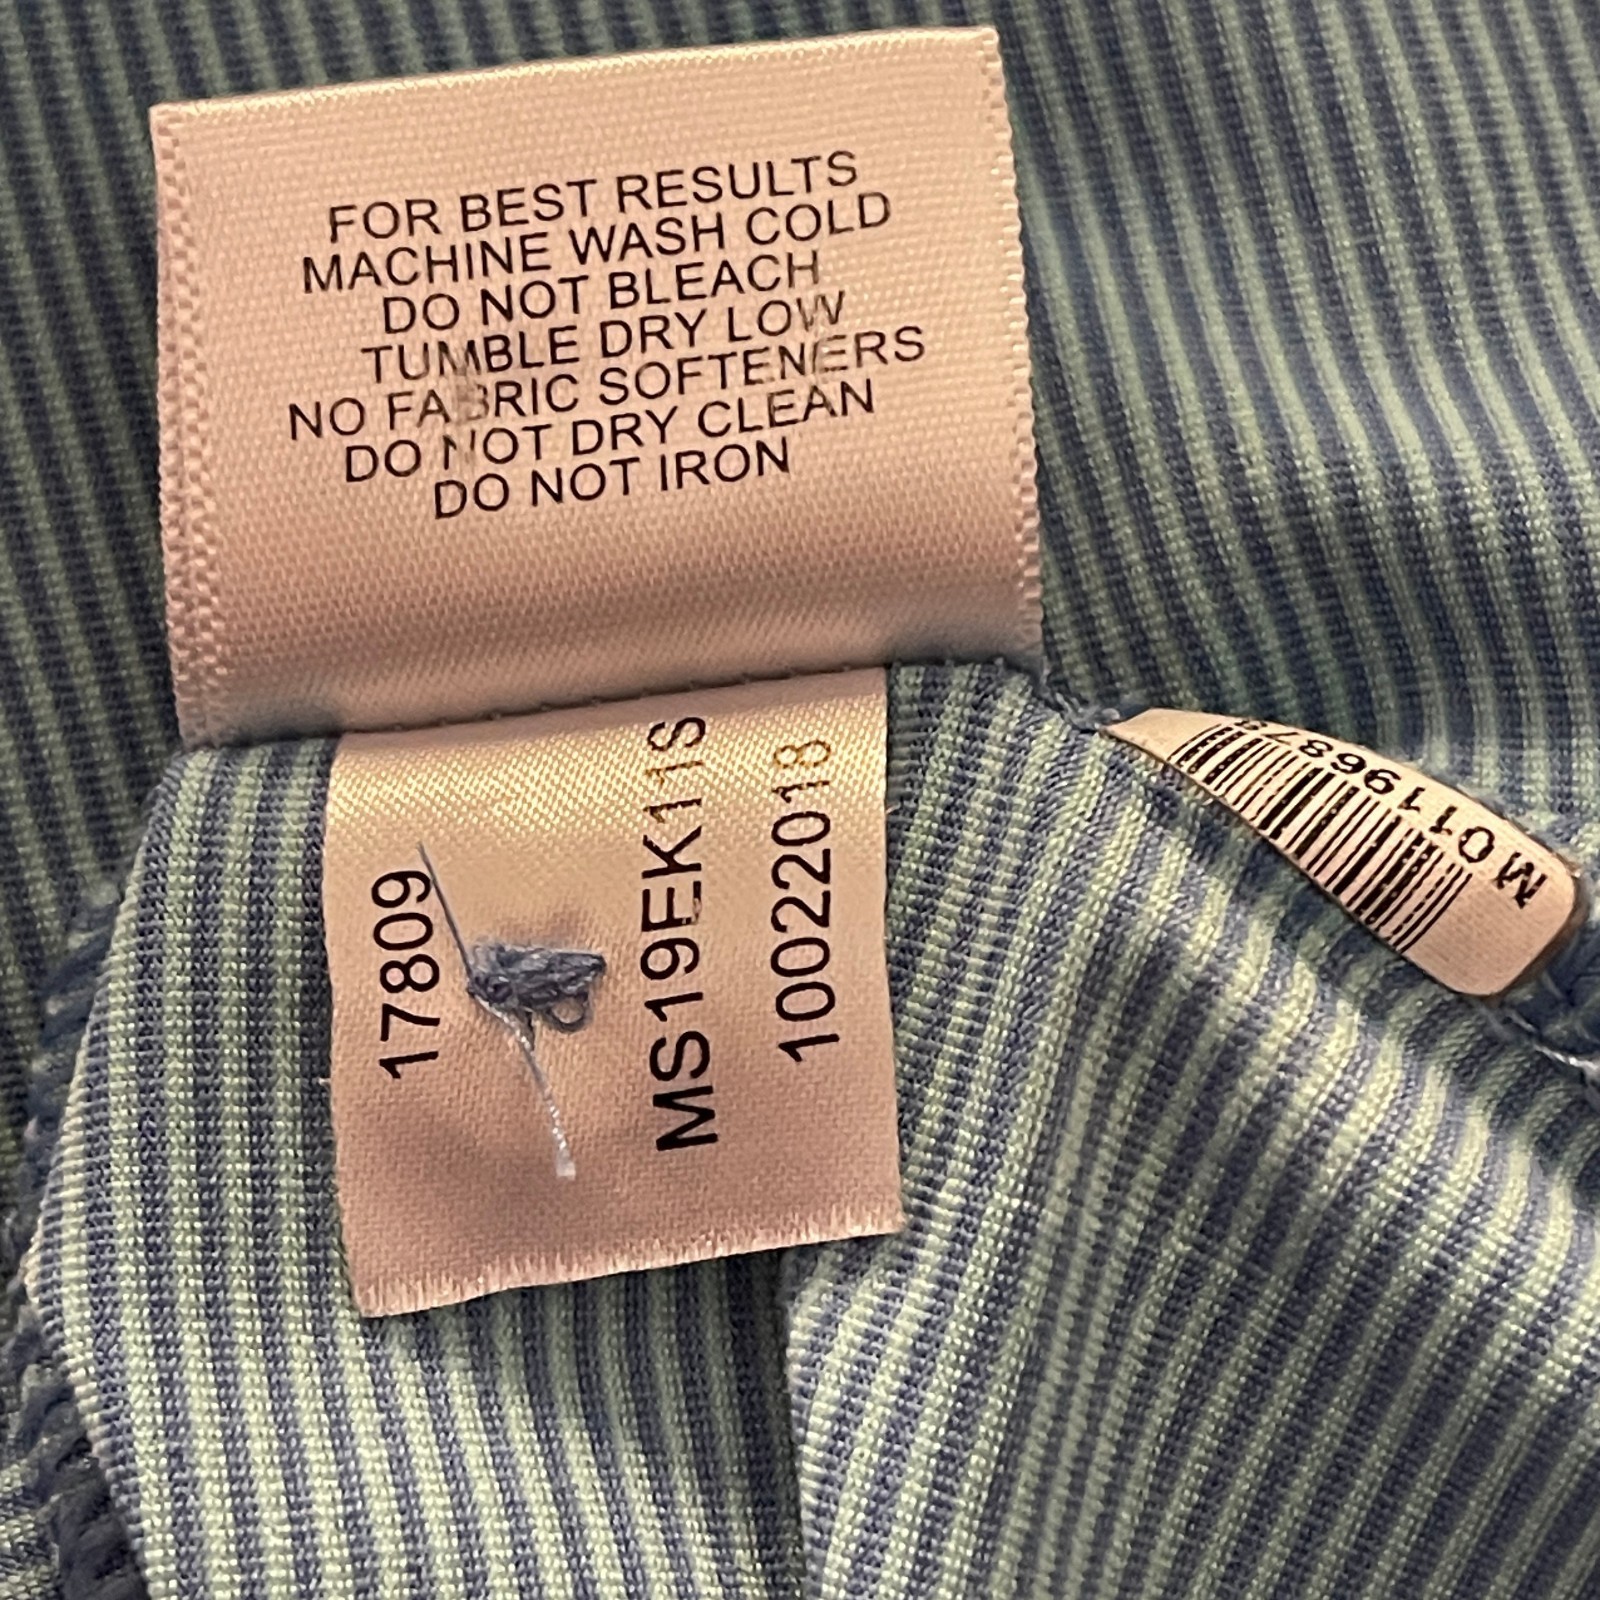 FOR BEST RESULTS
MACHINE WASH COLD
DO NOT BLEACH
TUMBLE DRY LOW
NO FABRIC SOFTENERS
DO NOT DRY CLEAN
DO NOT IRON
17809
MS19EK11S
10022018